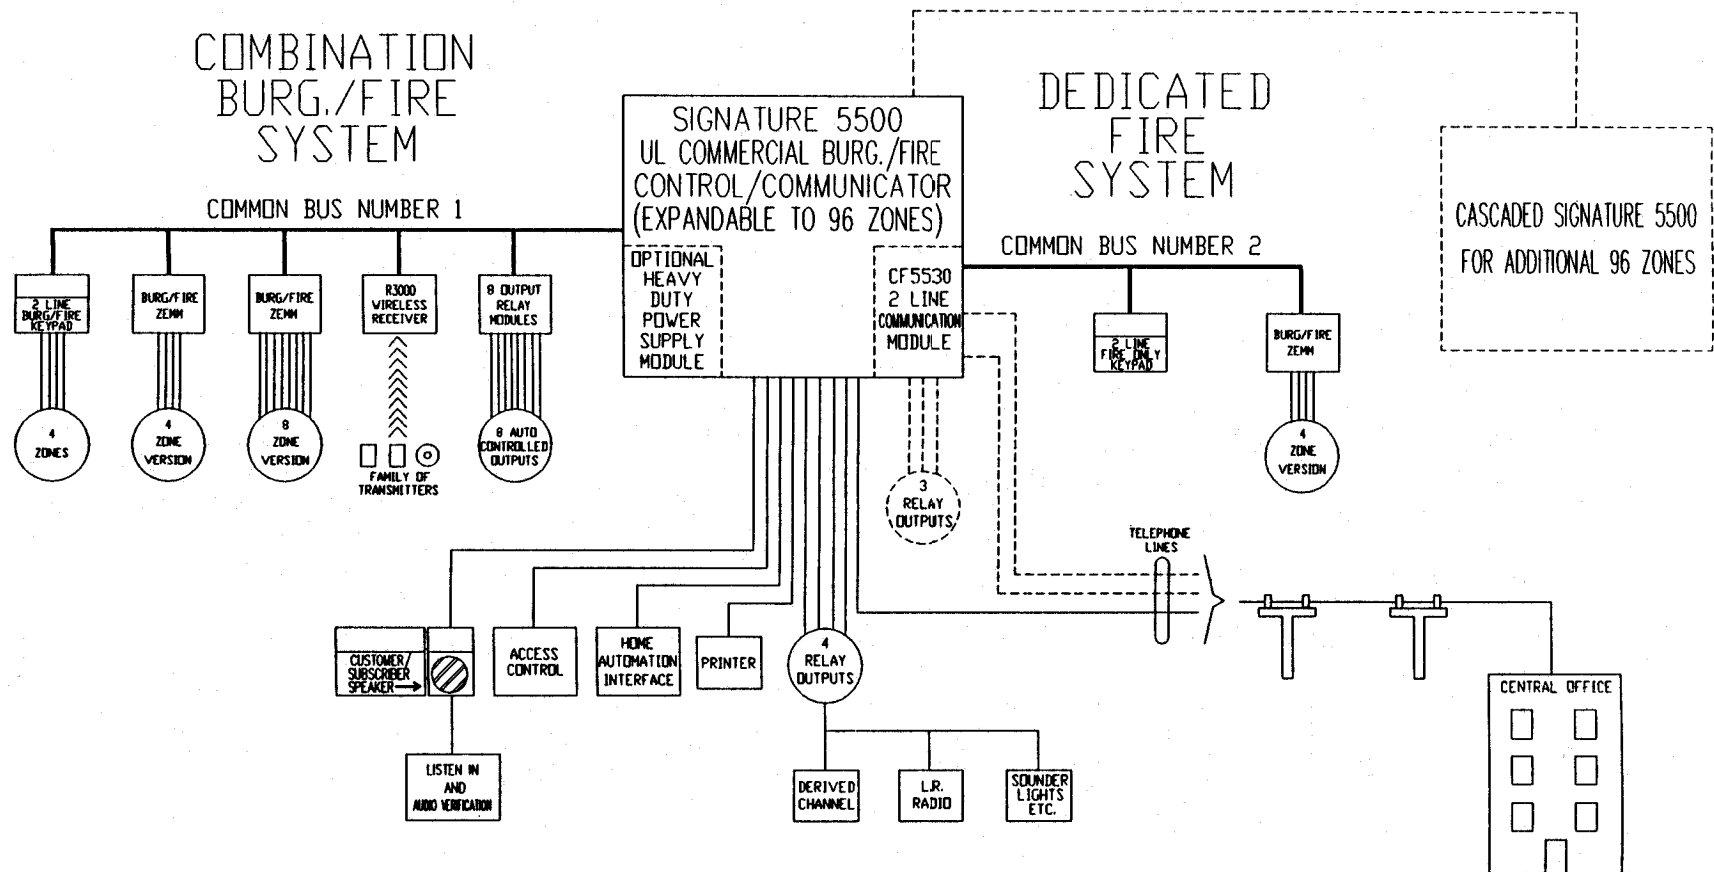 COMBINATION
BURG./FIRE
SYSTEM
SIGNATURE 5500
UL COMMERCIAL BURG./FIRE
CONTROL/COMMUNICATOR
(EXPANDABLE TO 96 ZONES)
DEDICATED
FIRE
SYSTEM
CASCADED SIGNATURE 5500
FOR ADDITIONAL 96 ZONES
COMMON BUS NUMBER 1
COMMON BUS NUMBER 2
OPTIONAL
HEAVY
DUTY
POWER
SUPPLY
MODULE
CF5530
2 LINE
COMMUNICATION
MODULE
2 LINE
BURG/FIRE
KEYPAD
BURG/FIRE
ZEMM
BURG/FIRE
ZEMM
R3000
WIRELESS
RECEIVER
8 OUTPUT
RELAY
MODULES
2 LINE
FIRE ONLY
KEYPAD
BURG/FIRE
ZEMM
4
ZONES
4
ZONE
VERSION
8
ZONE
VERSION
FAMILY OF
TRANSMITTERS
8 AUTO
CONTROLLED
OUTPUTS
3
RELAY
OUTPUTS
4
ZONE
VERSION
TELEPHONE
LINES
CUSTOMER/
SUBSCRIBER
SPEAKER
ACCESS
CONTROL
HOME
AUTOMATION
INTERFACE
PRINTER
4
RELAY
OUTPUTS
CENTRAL OFFICE
LISTEN IN
AND
AUDIO VERIFICATION
DERIVED
CHANNEL
L.R.
RADIO
SOUNDER
LIGHTS
ETC.